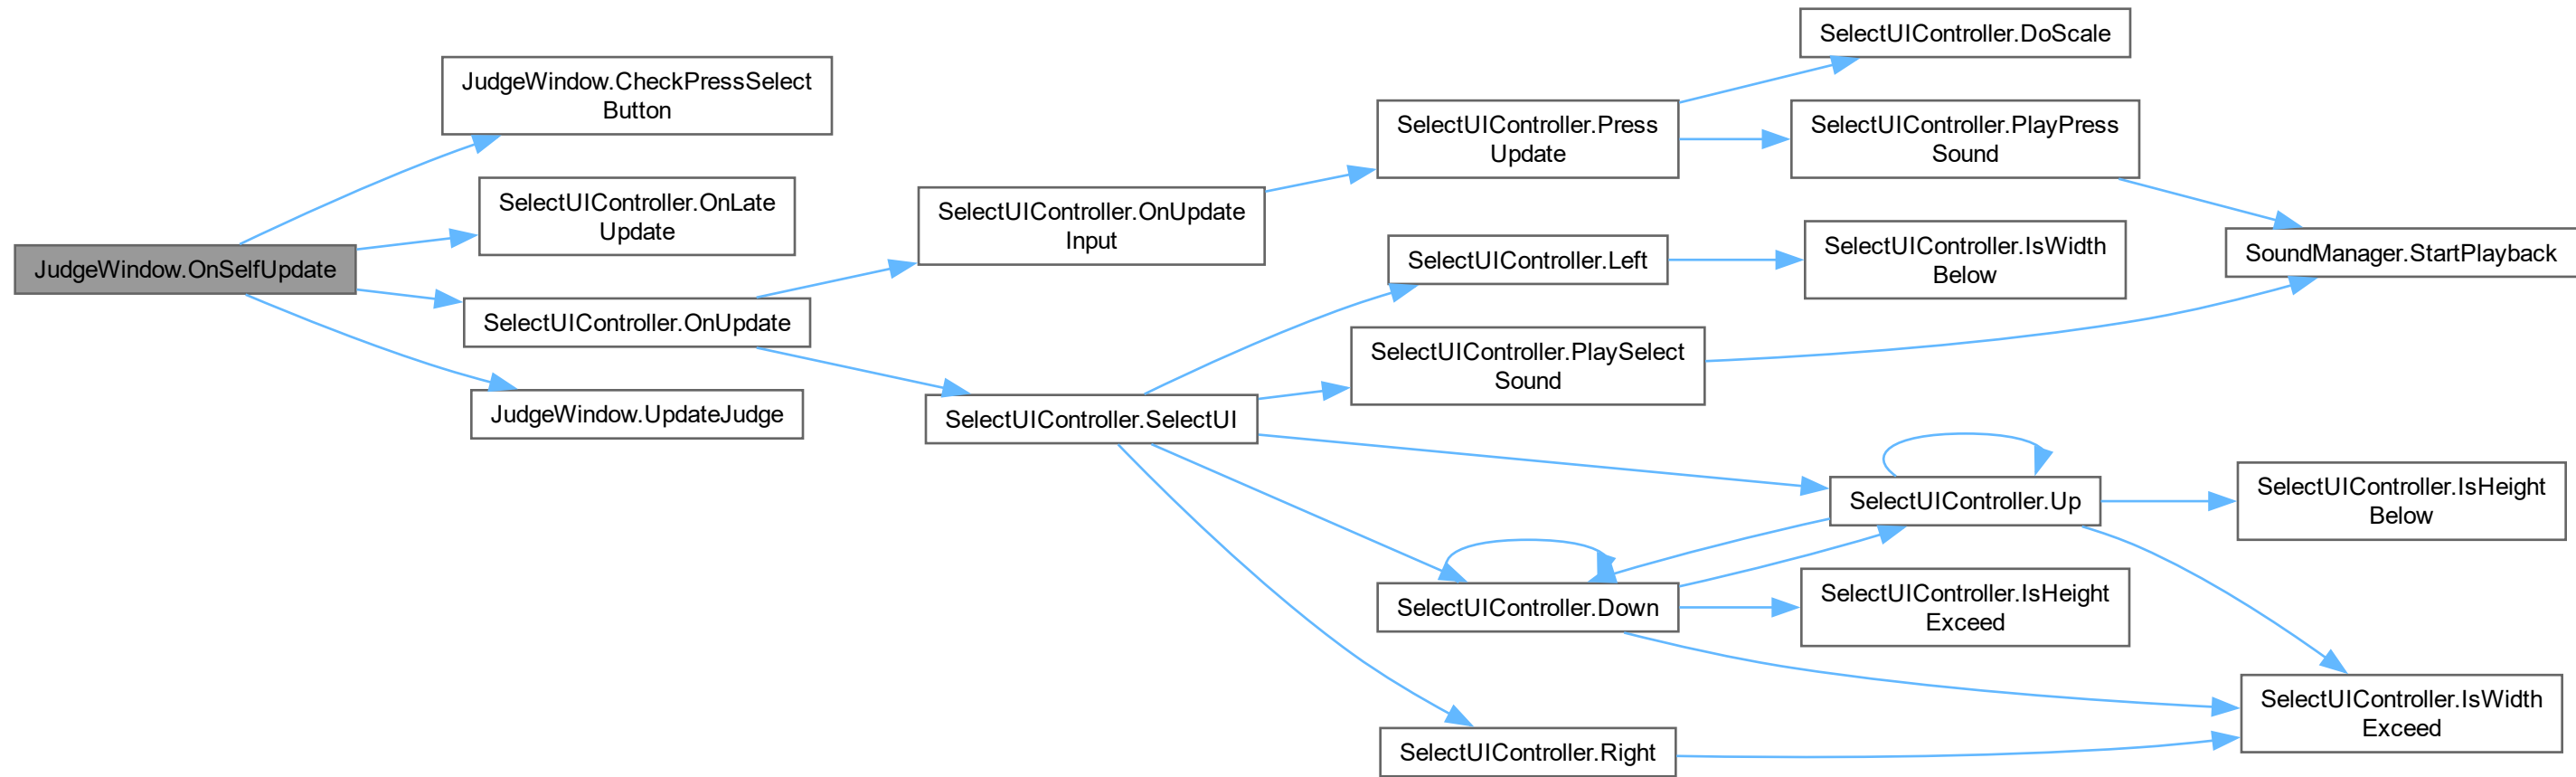 JudgeWindow.OnSelfUpdate
JudgeWindow.CheckPressSelect
Button
SelectUIController.OnLate
Update
SelectUIController.OnUpdate
JudgeWindow.UpdateJudge
SelectUIController.OnUpdate
Input
SelectUIController.SelectUI
SelectUIController.Press
Update
SelectUIController.Left
SelectUIController.PlaySelect
Sound
SelectUIController.Down
SelectUIController.Right
SelectUIController.DoScale
SelectUIController.PlayPress
Sound
SelectUIController.IsWidth
Below
SelectUIController.Up
SelectUIController.IsHeight
Exceed
SoundManager.StartPlayback
SelectUIController.IsHeight
Below
SelectUIController.IsWidth
Exceed